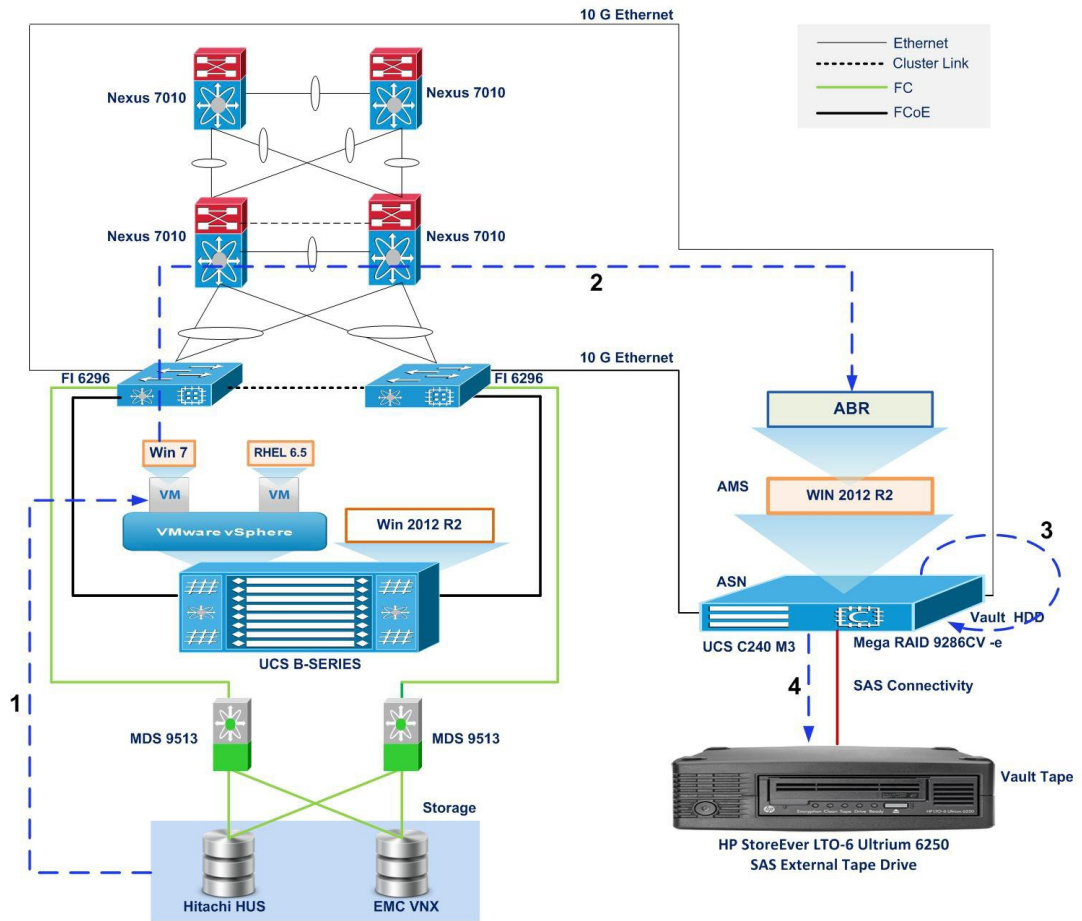 10 G Ethernet
Ethernet
Cluster Link
FC
FCoE
Nexus 7010
Nexus 7010
Nexus 7010
Nexus 7010
2
10 G Ethernet
FI 6296
FI 6296
ABR
Win 7
RHEL 6.5
VM
VM
VMware vSphere
Win 2012 R2
AMS
WIN 2012 R2
3
ASN
Vault HDD
UCS C240 M3
Mega RAID 9286CV -e
UCS B-SERIES
1
4
SAS Connectivity
MDS 9513
MDS 9513
Vault Tape
Storage
Hitachi HUS
EMC VNX
HP StoreEver LTO-6 Ultrium 6250
SAS External Tape Drive